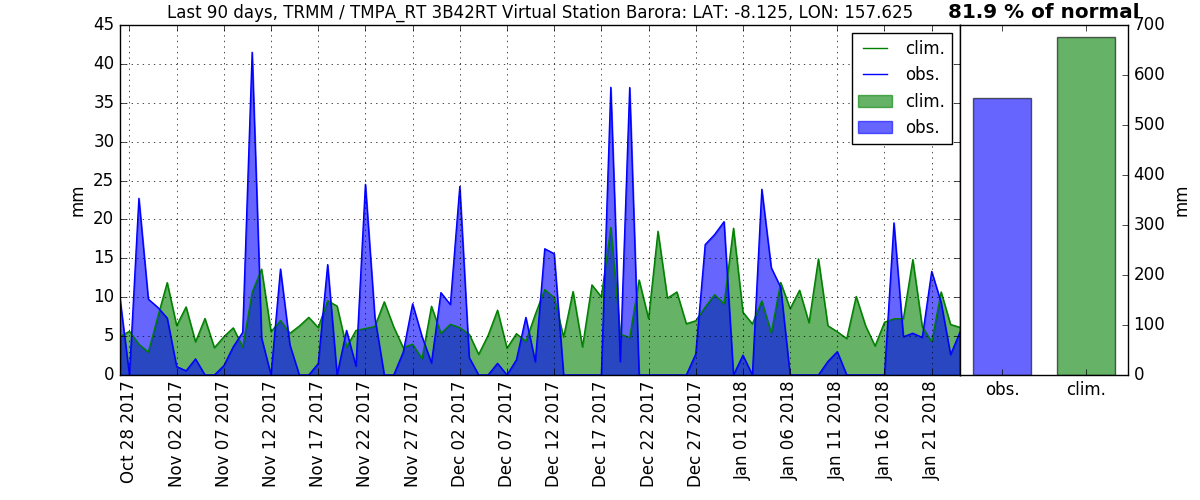 Last 90 days, TRMM / TMPA_RT 3B42RT Virtual Station Barora: LAT: -8.125, LON: 157.625
81.9 % of normal
45
40
35
30
25
20
15
10
5
0
mm
clim.
obs.
clim.
obs.
700
600
500
400
300
200
100
0
mm
Oct 28 2017
Nov 02 2017
Nov 07 2017
Nov 12 2017
Nov 17 2017
Nov 22 2017
Nov 27 2017
Dec 02 2017
Dec 07 2017
Dec 12 2017
Dec 17 2017
Dec 22 2017
Dec 27 2017
Jan 01 2018
Jan 06 2018
Jan 11 2018
Jan 16 2018
Jan 21 2018
obs.
clim.